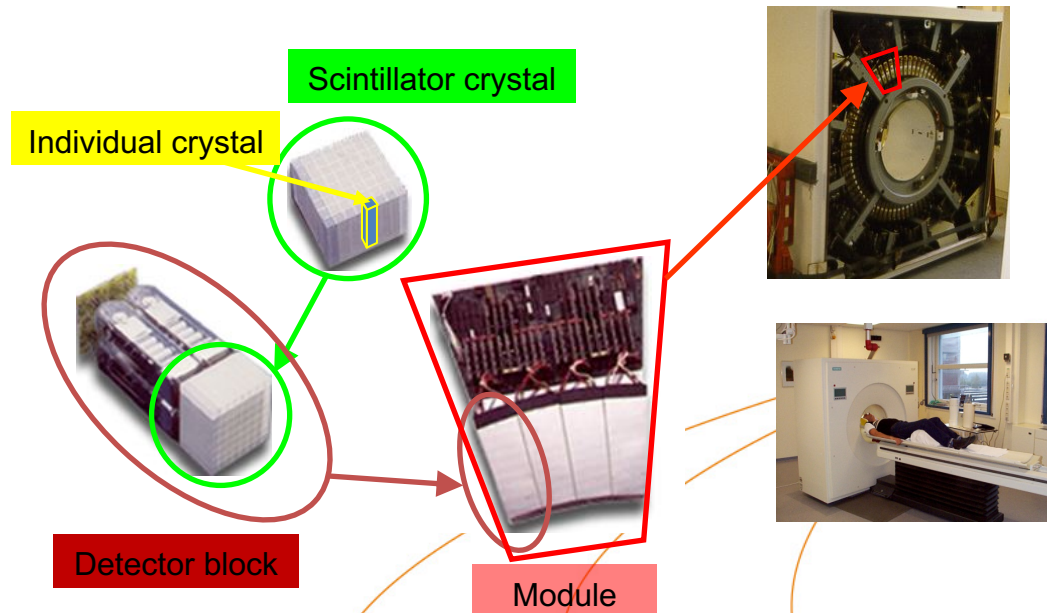 Scintillator crystal
Individual crystal
Detector block
Module